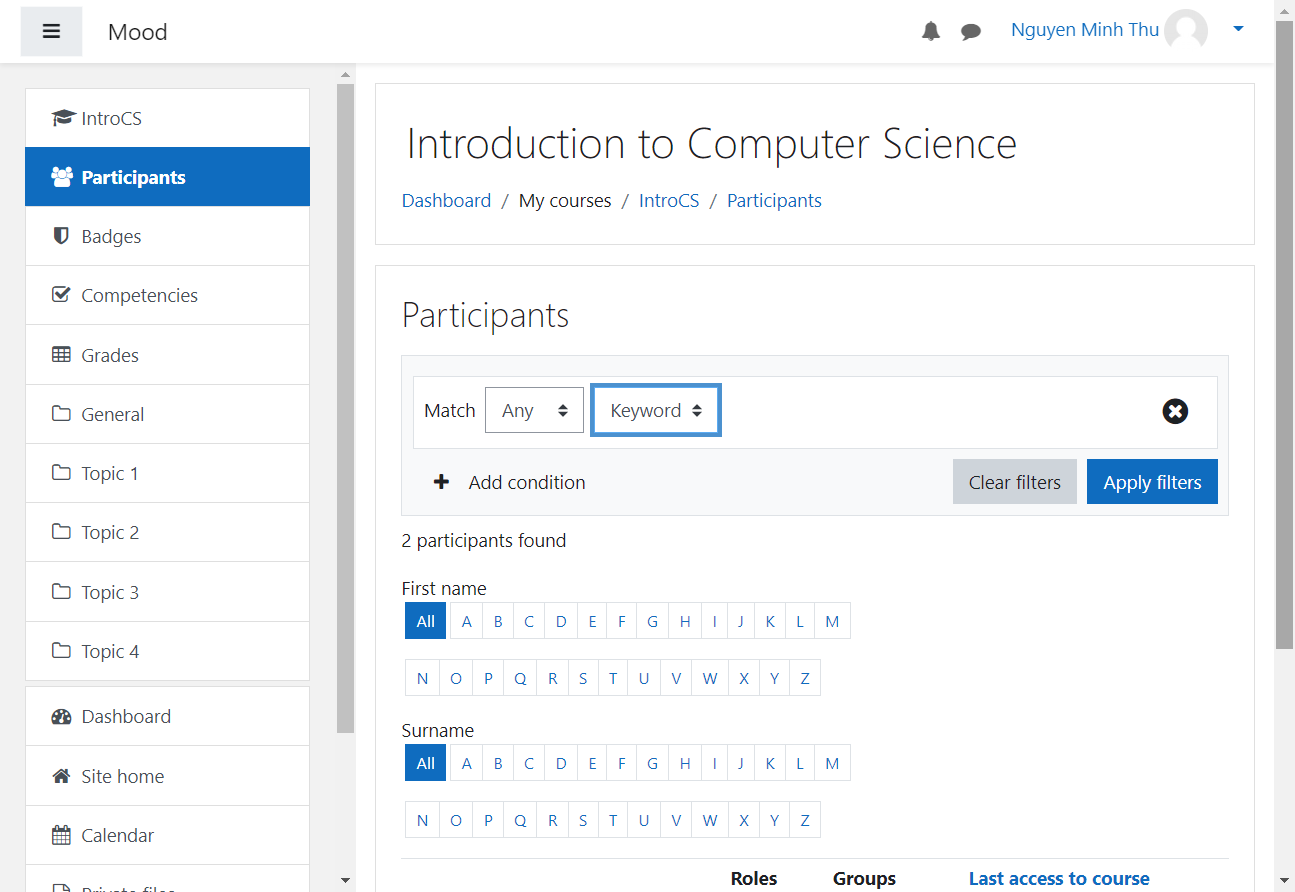 Mood
Nguyen Minh Thu
IntroCS
Participants
Badges
Competencies
Grades
General
Topic 1
Topic 2
Topic 3
Topic 4
Dashboard
Site home
Calendar
Private files
Introduction to Computer Science
Dashboard / My courses / IntroCS / Participants
Participants
Match Any Keyword
Add condition Clear filters Apply filters
2 participants found
First name
All A B C D E F G H I J K L M
N O P Q R S T U V W X Y Z
Surname
All A B C D E F G H I J K L M
N O P Q R S T U V W X Y Z
Roles Groups Last access to course